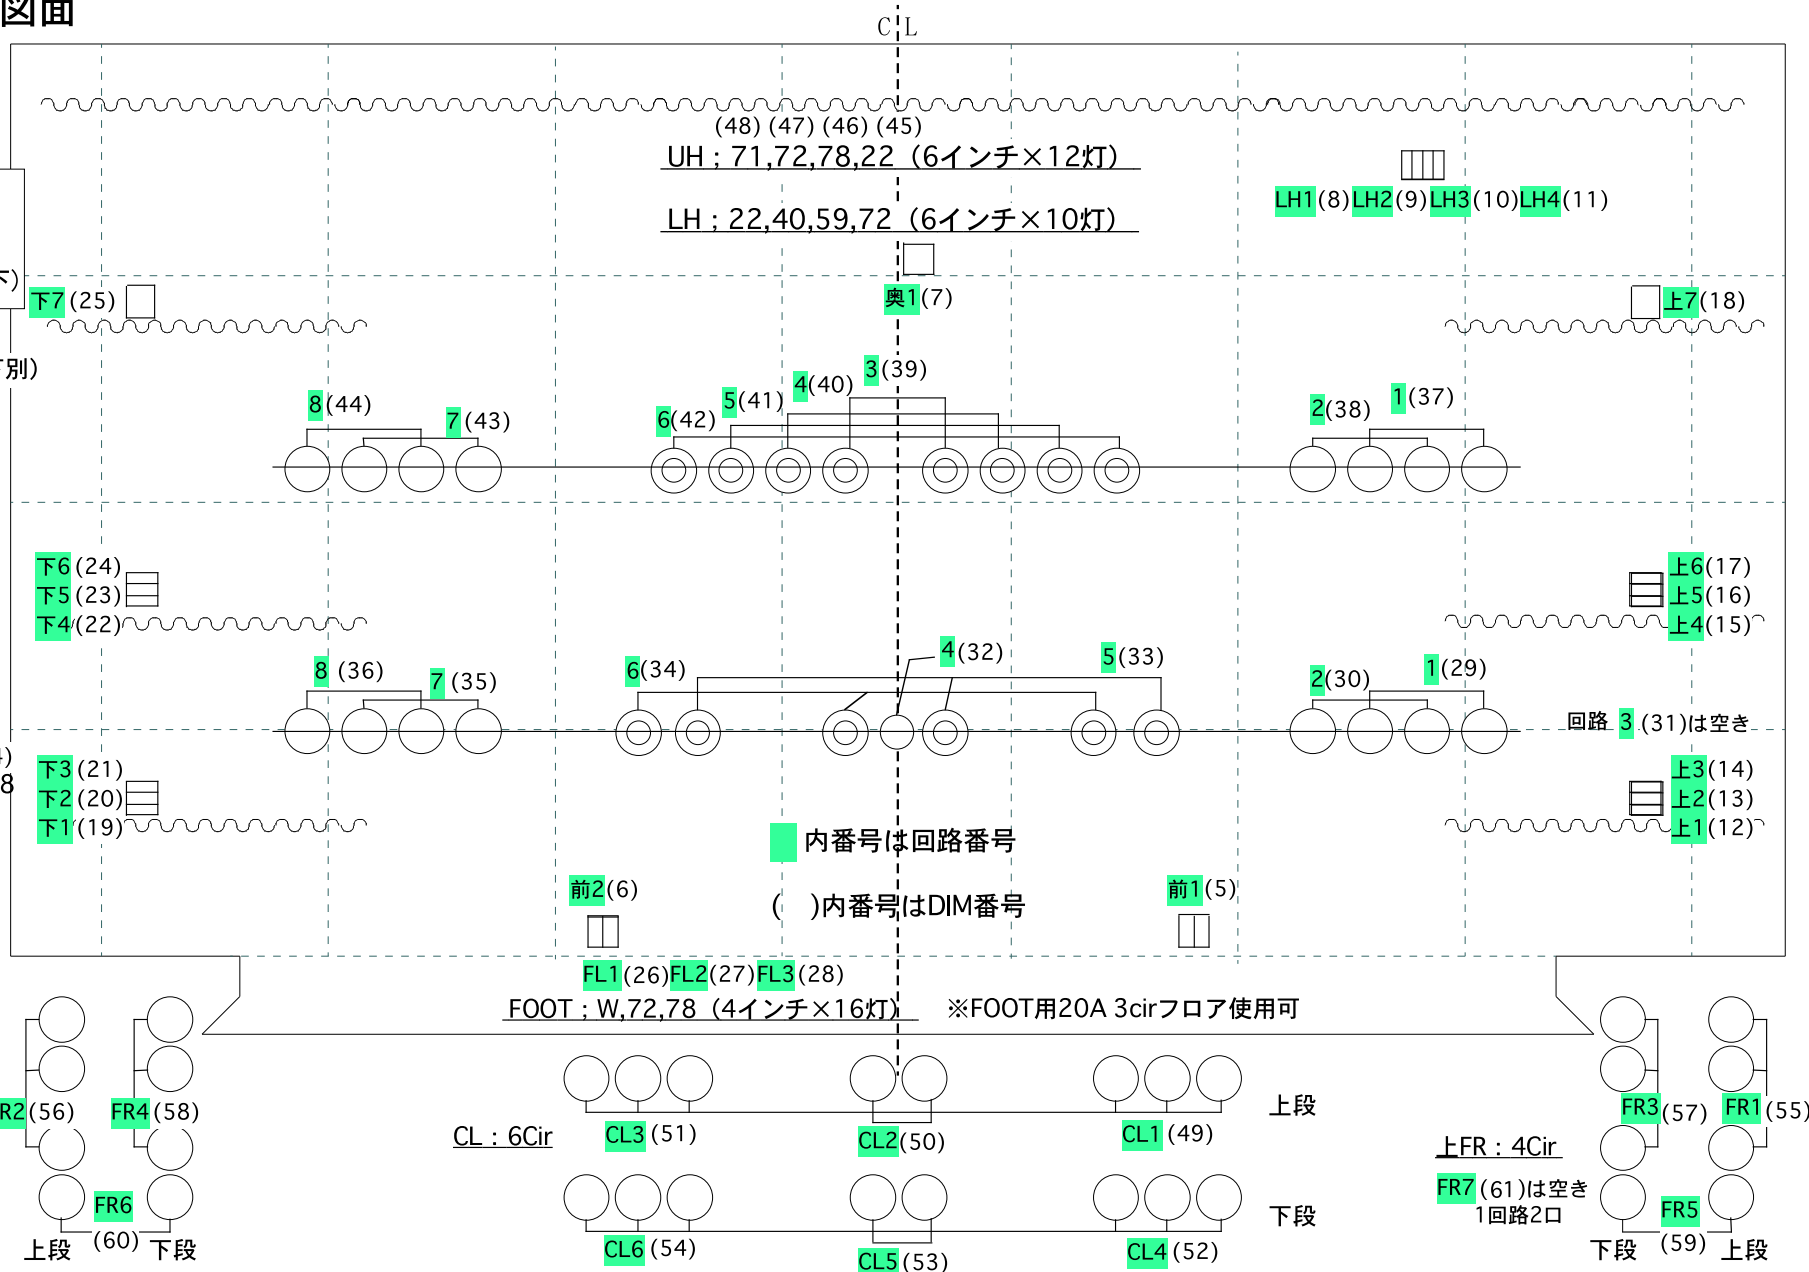 図面
C L
(48) (47) (46) (45)
UH ; 71,72,78,22（6インチ×12灯）
LH1(8) LH2(9) LH3(10) LH4(11)
LH ; 22,40,59,72（6インチ×10灯）
下)
下7 (25)
奥1(7)
上7(18)
別）
8(44)
7(43)
6(42)
5(41)
4(40)
3(39)
2(38)
1(37)
下6 (24)
下5 (23)
下4 (22)
上6(17)
上5(16)
上4(15)
8 (36)
7 (35)
6(34)
4(32)
5(33)
2(30)
1(29)
回路 3 (31)は空き
8
下3 (21)
下2 (20)
下1 (19)
上3(14)
上2(13)
上1(12)
内番号は回路番号
(　)内番号はDIM番号
前2(6)
前1(5)
FL1(26) FL2(27) FL3(28)
FOOT ; W,72,78（4インチ×16灯）　※FOOT用20A 3cirフロア使用可
R2(56)
FR4(58)
FR6
(60)
上段
下段
CL : 6Cir
CL3(51)
CL2(50)
CL1(49)
上段
CL6(54)
CL5(53)
CL4(52)
下段
上FR : 4Cir
FR7 (61)は空き
1回路2口
FR3(57)
FR1(55)
FR5
(59)
下段
上段